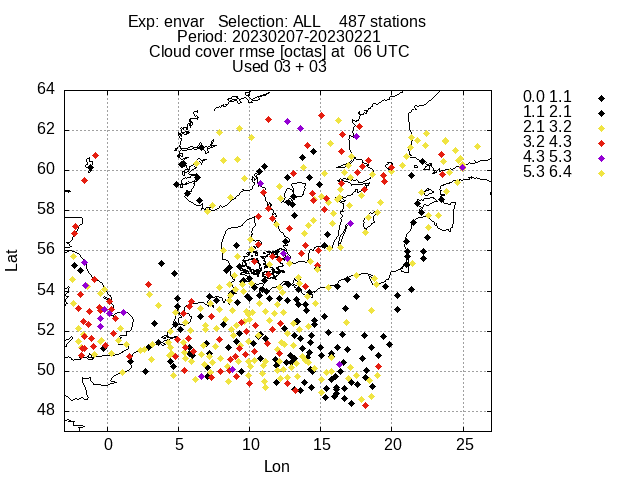 Exp: envar   Selection: ALL    487 stations
Period: 20230207-20230221
Cloud cover rmse [octas] at  06 UTC
Used 03 + 03
0.0 1.1
1.1 2.1
2.1 3.2
3.2 4.3
4.3 5.3
5.3 6.4
64
62
60
58
56
54
52
50
48
Lat
0 5 10 15 20 25
Lon